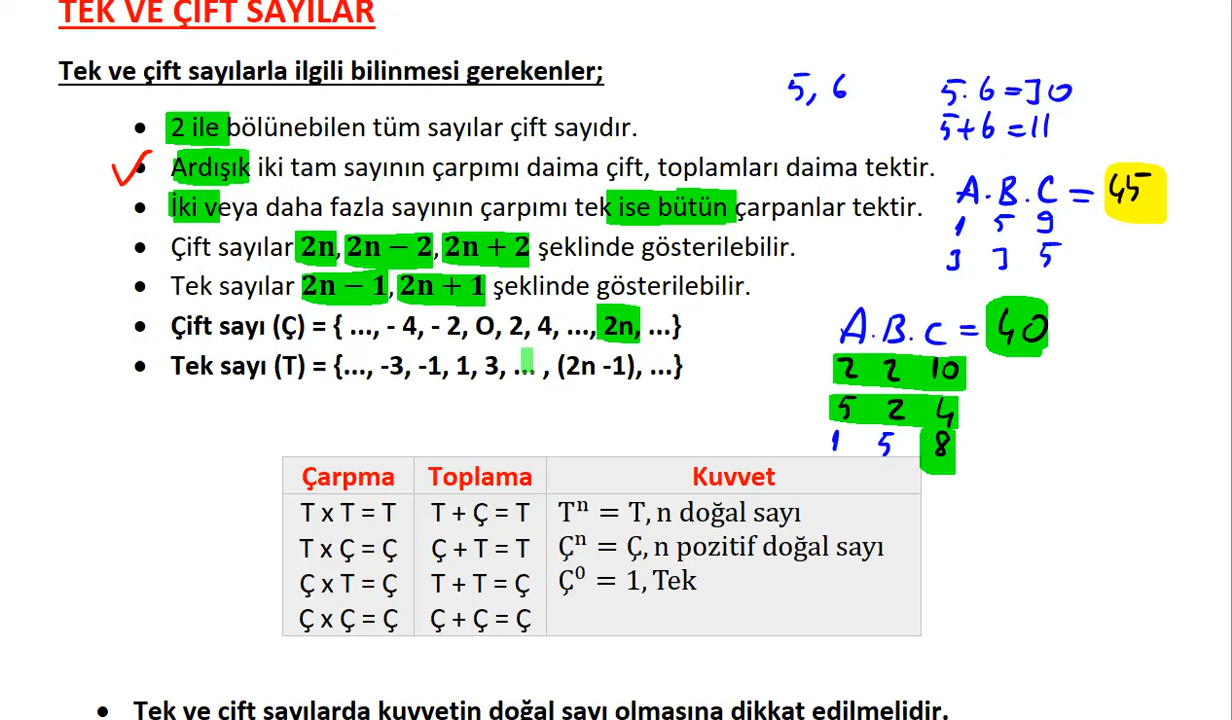 TEK VE ÇİFT SAYILAR
Tek ve çift sayılarla ilgili bilinmesi gerekenler;
5, 6
5.6 = 30
5+6 = 11
• 2 ile bölünebilen tüm sayılar çift sayıdır.
• Ardışık iki tam sayının çarpımı daima çift, toplamları daima tektir.
• İki veya daha fazla sayının çarpımı tek ise bütün çarpanlar tektir.
• Çift sayılar 2n, 2n − 2, 2n + 2 şeklinde gösterilebilir.
• Tek sayılar 2n − 1, 2n + 1 şeklinde gösterilebilir.
• Çift sayı (Ç) = { ..., - 4, - 2, O, 2, 4, ..., 2n, ...}
• Tek sayı (T) = {..., -3, -1, 1, 3, ... , (2n -1), ...}
A.B.C = 45
1 5 9
3 3 5
A.B.C = 40
2 2 10
5 2 4
1 5 8
Çarpma Toplama Kuvvet
T x T = T T + Ç = T Tⁿ = T, n doğal sayı
T x Ç = Ç Ç + T = T Çⁿ = Ç, n pozitif doğal sayı
Ç x T = Ç T + T = Ç Ç⁰ = 1, Tek
Ç x Ç = Ç Ç + Ç = Ç
• Tek ve çift sayılarda kuvvetin doğal sayı olmasına dikkat edilmelidir.